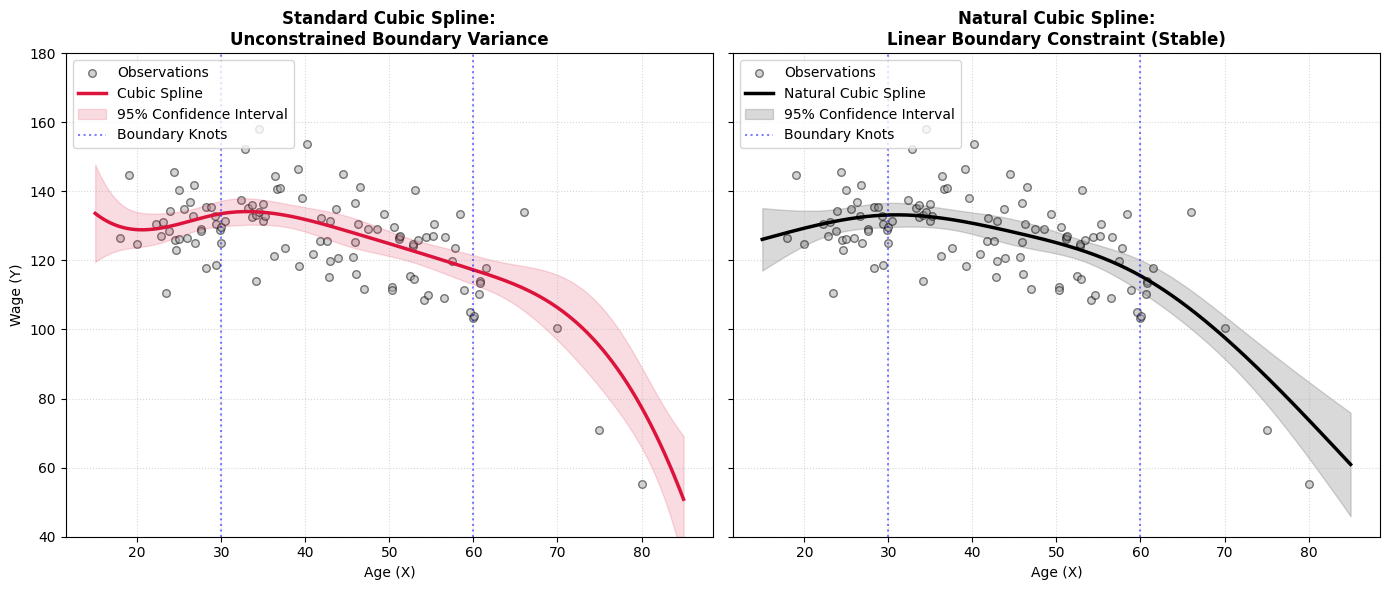 Standard Cubic Spline:
Unconstrained Boundary Variance
Observations
Cubic Spline
95% Confidence Interval
Boundary Knots
180
160
140
120
100
80
60
40
Wage (Y)
20 30 40 50 60 70 80
Age (X)
Natural Cubic Spline:
Linear Boundary Constraint (Stable)
Observations
Natural Cubic Spline
95% Confidence Interval
Boundary Knots
20 30 40 50 60 70 80
Age (X)